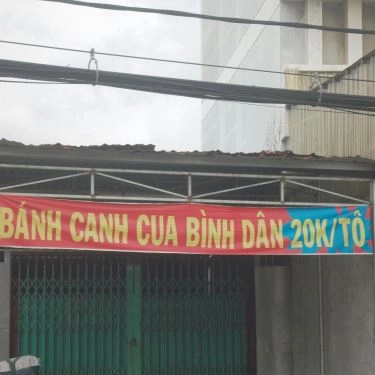 BÁNH CANH CUA BÌNH DÂN 20K/TÔ